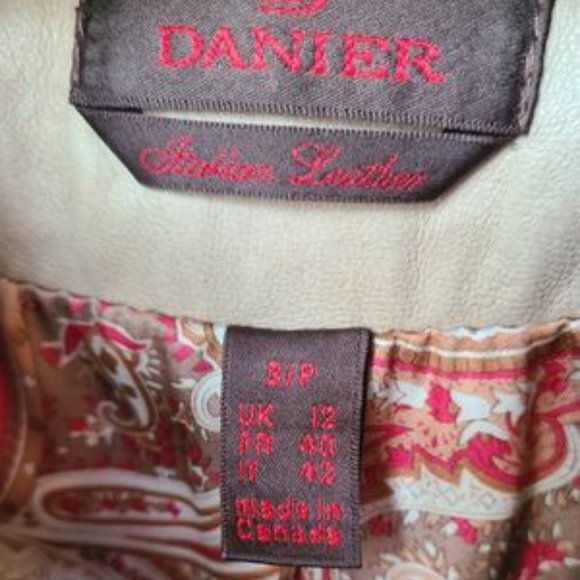 DANIER
Italian Leather
S/P
UK 12
FR 40
IT 42
made in
Canada